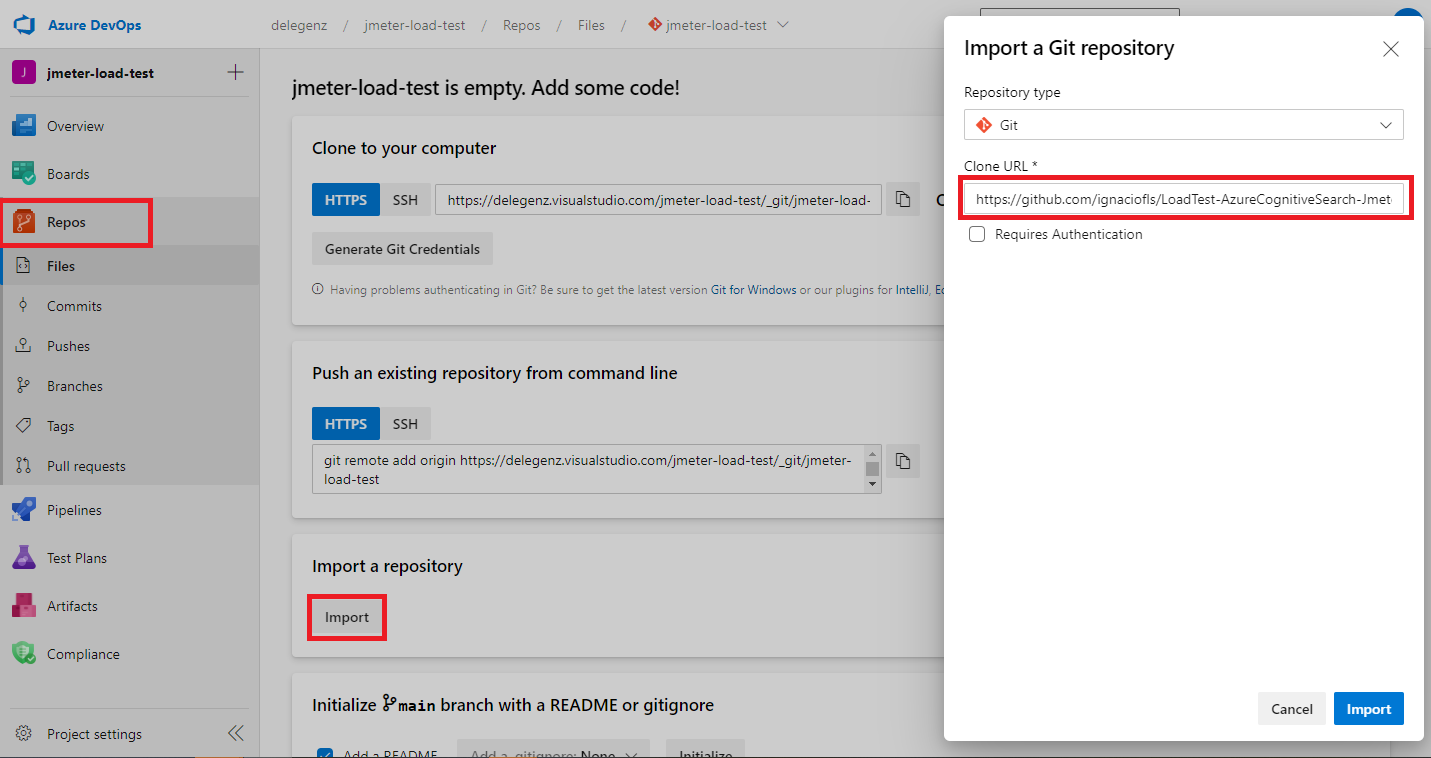 Azure DevOps
delegenz / jmeter-load-test / Repos / Files / jmeter-load-test
J jmeter-load-test
Overview
Boards
Repos
Files
Commits
Pushes
Branches
Tags
Pull requests
Pipelines
Test Plans
Artifacts
Compliance
Project settings
jmeter-load-test is empty. Add some code!
Clone to your computer
HTTPS SSH https://delegenz.visualstudio.com/jmeter-load-test/_git/jmeter-load-
Generate Git Credentials
Having problems authenticating in Git? Be sure to get the latest version Git for Windows or our plugins for IntelliJ,
Push an existing repository from command line
HTTPS SSH
git remote add origin https://delegenz.visualstudio.com/jmeter-load-test/_git/jmeter-
load-test
Import a repository
Import
Initialize main branch with a README or gitignore
Add a README Add a .gitignore: None Initialize
Import a Git repository
Repository type
Git
Clone URL *
https://github.com/ignaciofls/LoadTest-AzureCognitiveSearch-Jmet
Requires Authentication
Cancel Import